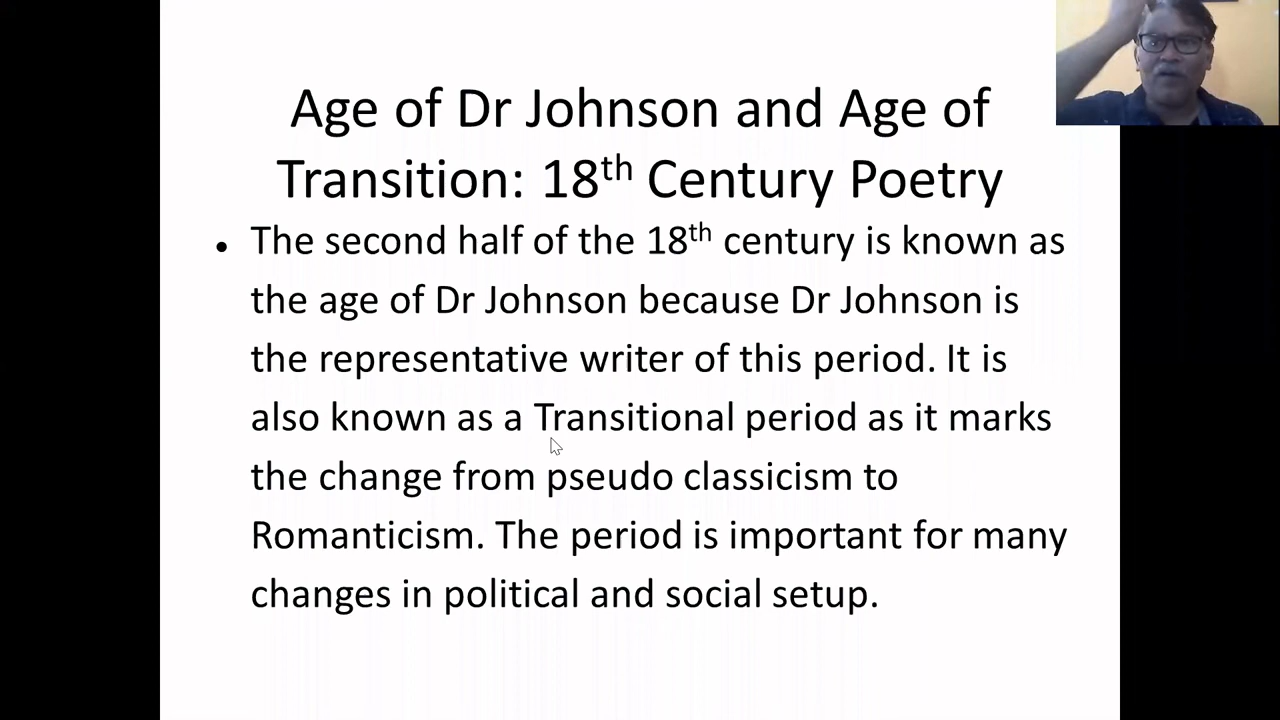 Age of Dr Johnson and Age of
Transition: 18th Century Poetry
• The second half of the 18th century is known as
the age of Dr Johnson because Dr Johnson is
the representative writer of this period. It is
also known as a Transitional period as it marks
the change from pseudo classicism to
Romanticism. The period is important for many
changes in political and social setup.